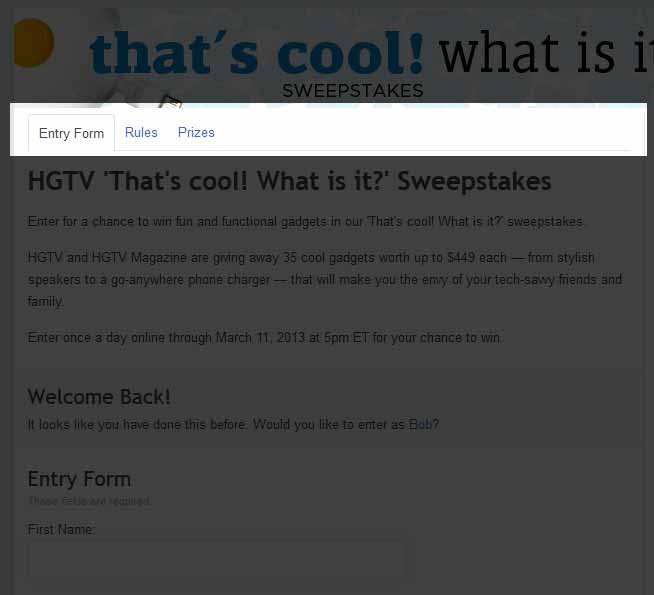 that's cool! what is it
SWEEPSTAKES
Entry Form Rules Prizes
HGTV 'That's cool! What is it?' Sweepstakes
Enter for a chance to win fun and functional gadgets in our 'That's cool! What is it?' sweepstakes.
HGTV and HGTV Magazine are giving away 35 cool gadgets worth up to $449 each — from stylish
speakers to a go-anywhere phone charger — that will make you the envy of your tech-savvy friends and
family.
Enter once a day online through March 11, 2013 at 5pm ET for your chance to win.
Welcome Back!
It looks like you have done this before. Would you like to enter as Bob?
Entry Form
These fields are required.
First Name: